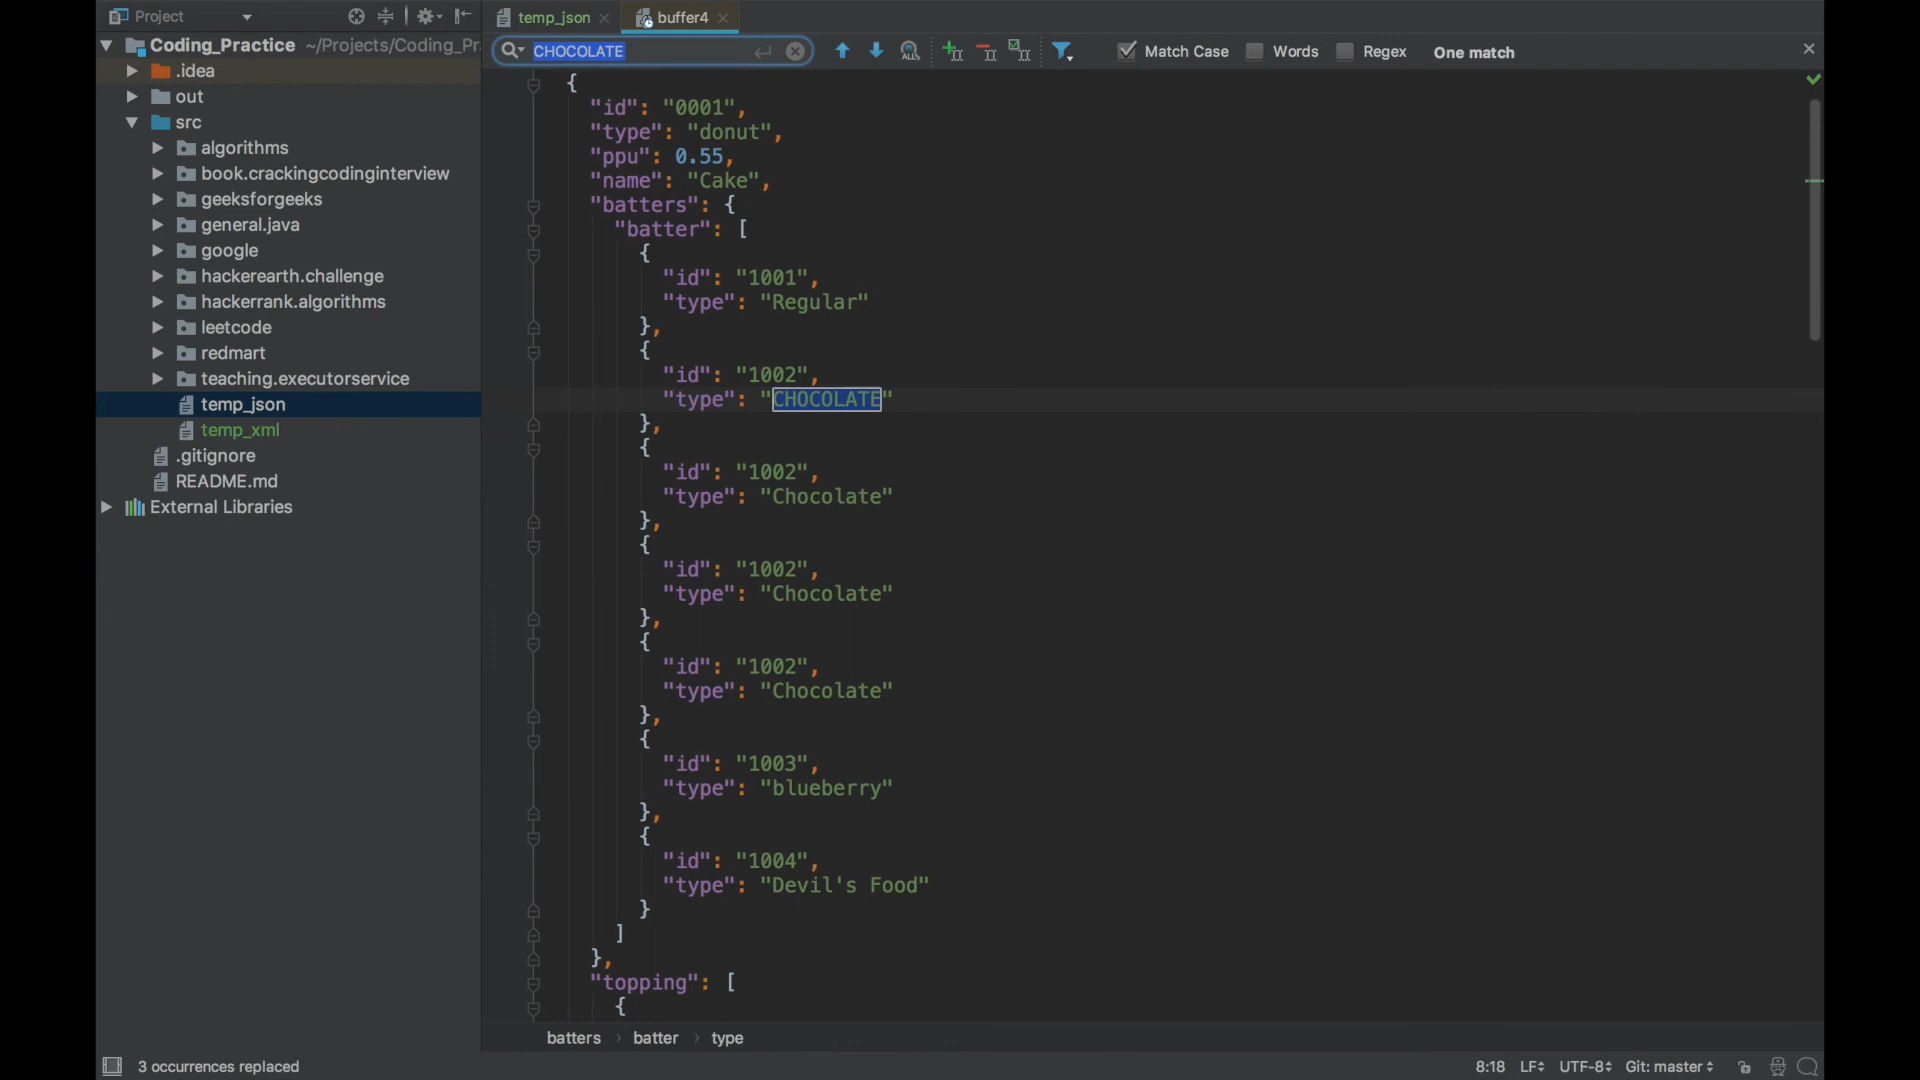 Project
temp_json
buffer4
Coding_Practice ~/Projects/Coding_Pr
.idea
out
src
algorithms
book.crackingcodinginterview
geeksforgeeks
general.java
google
hackerearth.challenge
hackerrank.algorithms
leetcode
redmart
teaching.executorservice
temp_json
temp_xml
.gitignore
README.md
External Libraries
CHOCOLATE
ALL
Match Case
Words
Regex
One match
{
"id": "0001",
"type": "donut",
"ppu": 0.55,
"name": "Cake",
"batters": {
"batter": [
{
"id": "1001",
"type": "Regular"
},
{
"id": "1002",
"type": "CHOCOLATE"
},
{
"id": "1002",
"type": "Chocolate"
},
{
"id": "1002",
"type": "Chocolate"
},
{
"id": "1002",
"type": "Chocolate"
},
{
"id": "1003",
"type": "blueberry"
},
{
"id": "1004",
"type": "Devil's Food"
}
]
},
"topping": [
{
batters › batter › type
3 occurrences replaced
8:18 LF UTF-8 Git: master